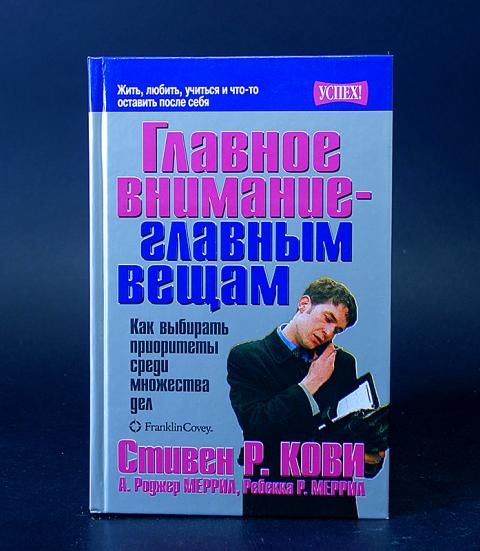 Жить, любить, учиться и что-то
оставить после себя
УСПЕХ!
Главное
внимание-
главным
вещам
Как выбирать
приоритеты
среди
множества
дел
FranklinCovey.
Стивен Р. КОВИ
А. Роджер МЕРРИЛ, Ребекка Р. МЕРРИЛ